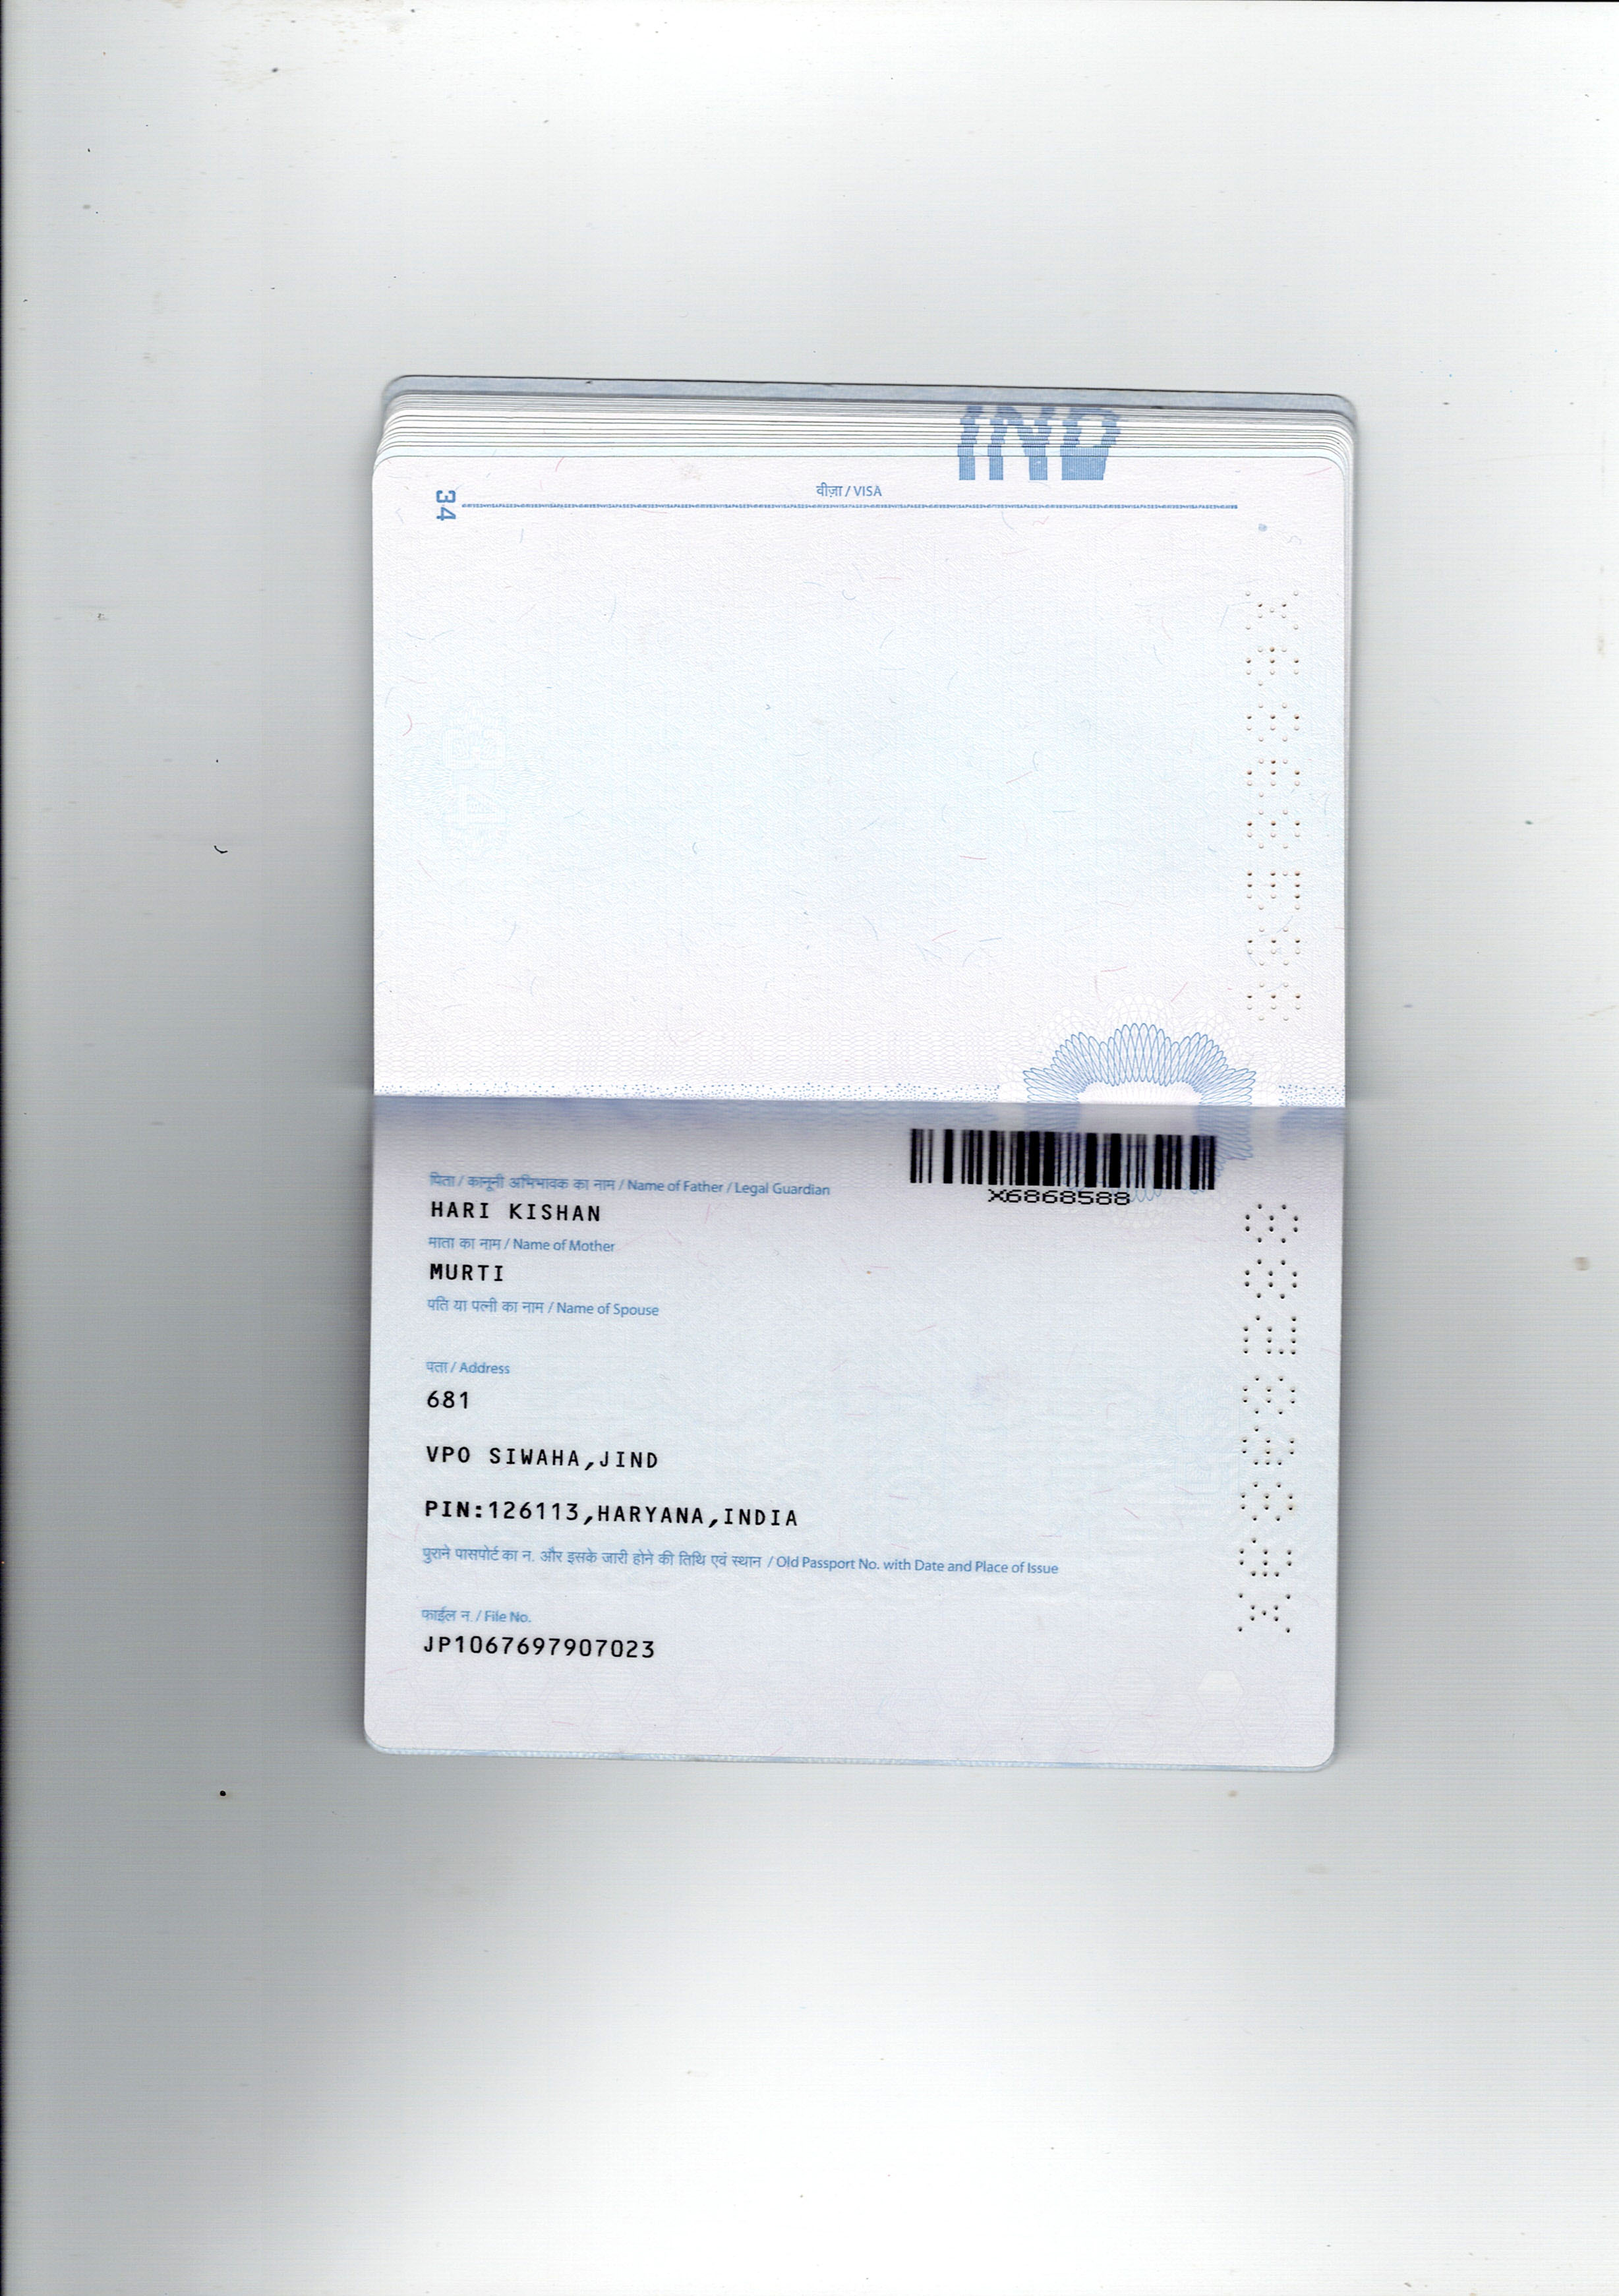 IND
34
वीज़ा / VISA
X6868588
पिता / कानूनी अभिभावक का नाम / Name of Father / Legal Guardian
HARI KISHAN
माता का नाम / Name of Mother
MURTI
पति या पत्नी का नाम / Name of Spouse
पता / Address
681
VPO SIWAHA,JIND
PIN:126113,HARYANA,INDIA
पुराने पासपोर्ट का न. और इसके जारी होने की तिथि एवं स्थान / Old Passport No. with Date and Place of Issue
फाईल न. / File No.
JP1067697907023